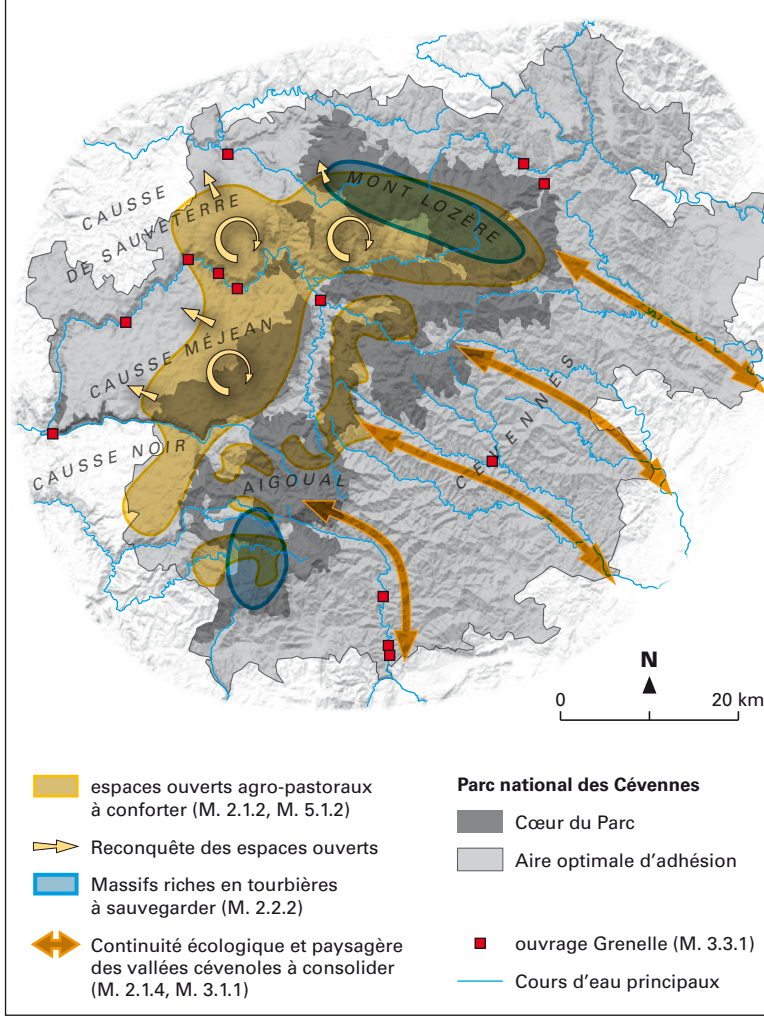 CAUSSE
DE SAUVETERRE
MONT LOZÈRE
CAUSSE MÉJEAN
CAUSSE NOIR
CÉVENNES
AIGOUAL
N
0 20 km
espaces ouverts agro-pastoraux
à conforter (M. 2.1.2, M. 5.1.2)
Reconquête des espaces ouverts
Massifs riches en tourbières
à sauvegarder (M. 2.2.2)
Continuité écologique et paysagère
des vallées cévenoles à consolider
(M. 2.1.4, M. 3.1.1)
Parc national des Cévennes
Cœur du Parc
Aire optimale d'adhésion
ouvrage Grenelle (M. 3.3.1)
Cours d'eau principaux